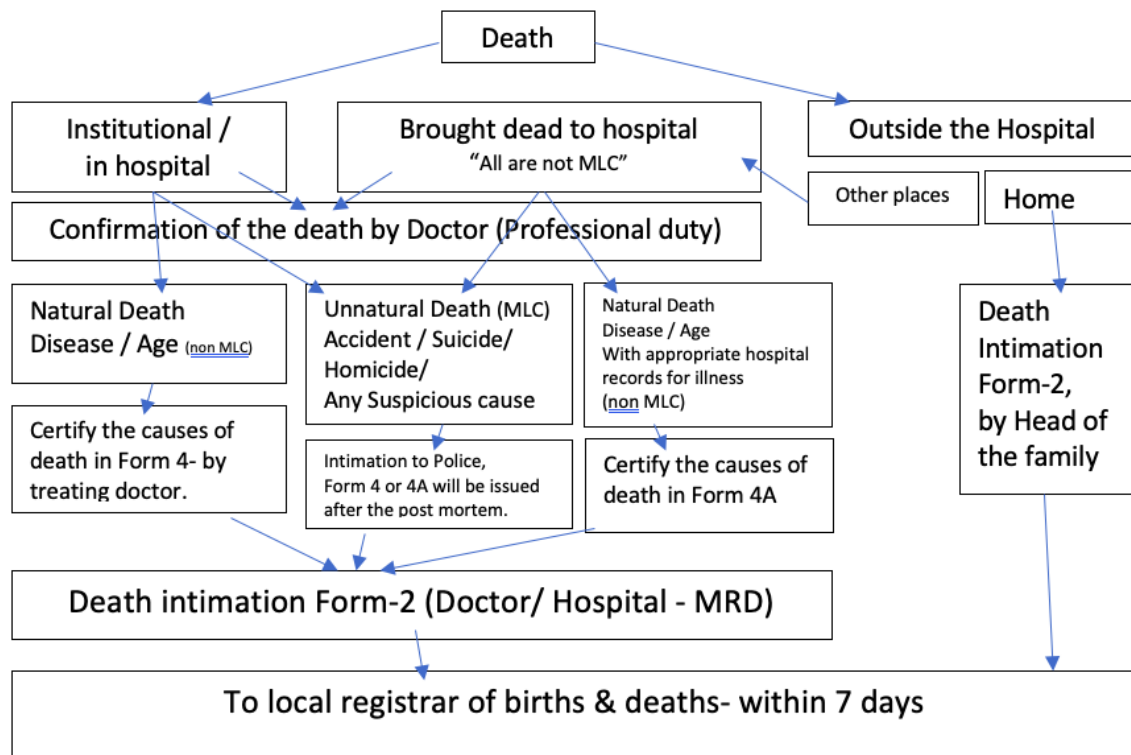 Death
Institutional /
in hospital
Brought dead to hospital
“All are not MLC”
Outside the Hospital
Other places
Home
Confirmation of the death by Doctor (Professional duty)
Natural Death
Disease / Age (non MLC)
Unnatural Death (MLC)
Accident / Suicide/
Homicide/
Any Suspicious cause
Natural Death
Disease / Age
With appropriate hospital
records for illness
(non MLC)
Death
Intimation
Form-2,
by Head of
the family
Certify the causes of
death in Form 4- by
treating doctor.
Intimation to Police,
Form 4 or 4A will be issued
after the post mortem.
Certify the causes of
death in Form 4A
Death intimation Form-2 (Doctor/ Hospital - MRD)
To local registrar of births & deaths- within 7 days